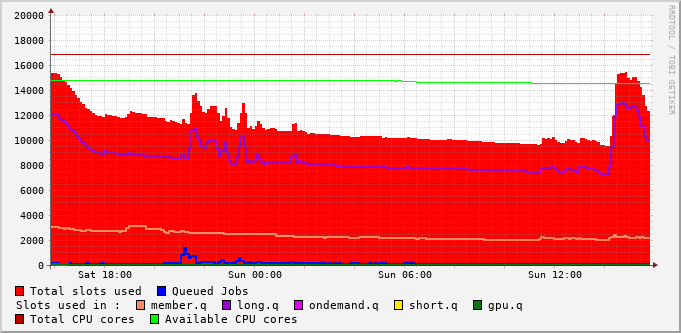 20000
18000
16000
14000
12000
10000
8000
6000
4000
2000
0
Sat 18:00 Sun 00:00 Sun 06:00 Sun 12:00
RRDTOOL / TOBI OETIKER
Total slots used Queued Jobs
Slots used in : member.q long.q ondemand.q short.q gpu.q
Total CPU cores Available CPU cores